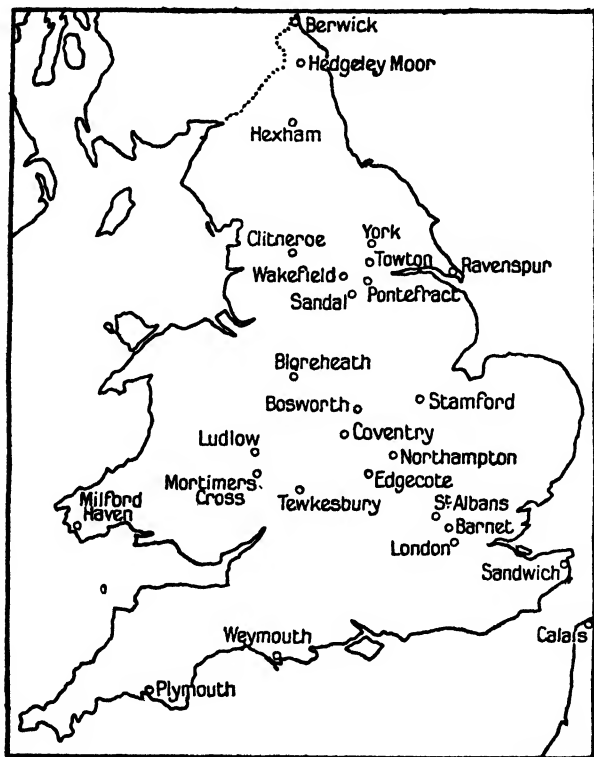 Berwick
Hedgeley Moor
Hexham
Clitneroe
York
Towton
Ravenspur
Wakefield
Pontefract
Sandal
Bloreheath
Bosworth
Stamford
Coventry
Ludlow
Northampton
Mortimers
Cross
Edgecote
Tewkesbury
Milford
Haven
St. Albans
Barnet
London
Sandwich
Calais
Weymouth
Plymouth